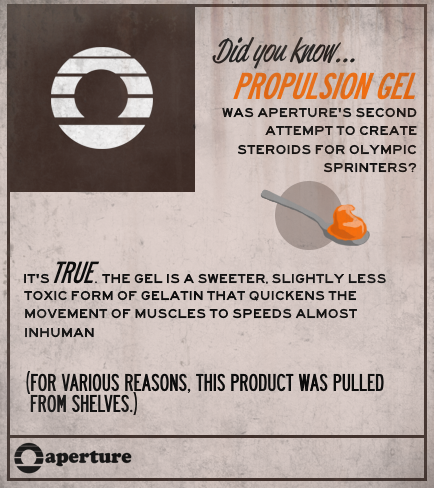 Did you know...
PROPULSION GEL
WAS APERTURE'S SECOND
ATTEMPT TO CREATE
STEROIDS FOR OLYMPIC
SPRINTERS?
IT'S TRUE. THE GEL IS A SWEETER, SLIGHTLY LESS
TOXIC FORM OF GELATIN THAT QUICKENS THE
MOVEMENT OF MUSCLES TO SPEEDS ALMOST
INHUMAN
(FOR VARIOUS REASONS, THIS PRODUCT WAS PULLED
FROM SHELVES.)
aperture